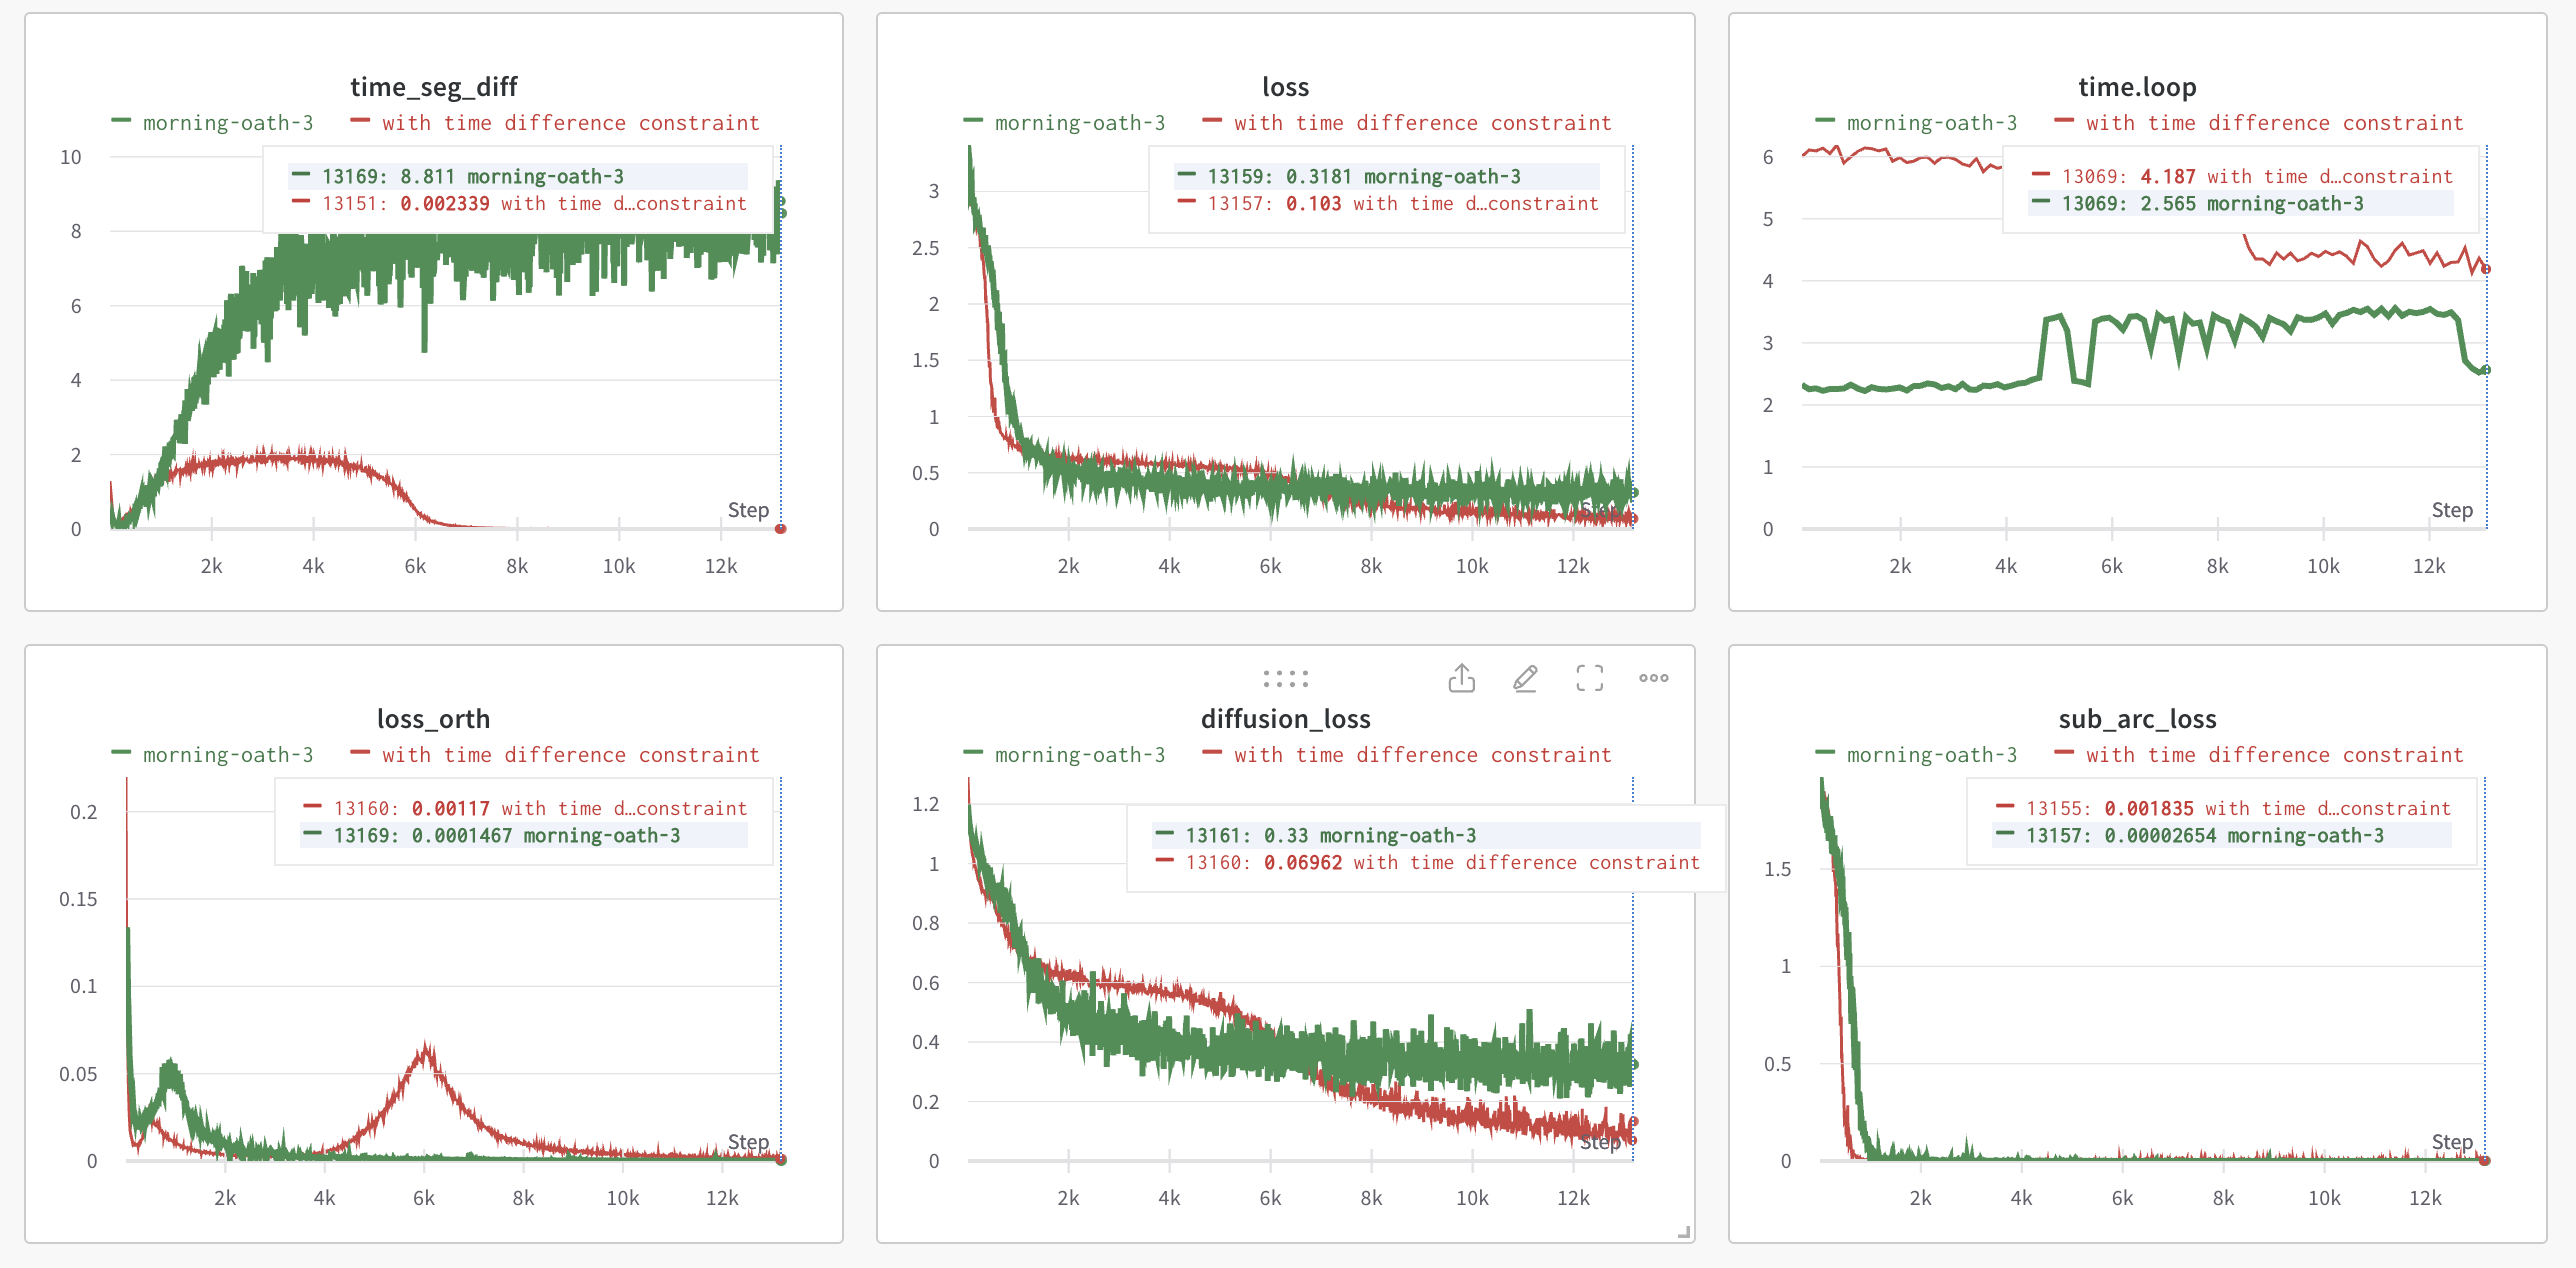 time_seg_diff
morning-oath-3 with time difference constraint
10
8
6
4
2
0
13169: 8.811 morning-oath-3
13151: 0.002339 with time d…constraint
Step
2k 4k 6k 8k 10k 12k
loss
morning-oath-3 with time difference constraint
3
2.5
2
1.5
1
0.5
0
13159: 0.3181 morning-oath-3
13157: 0.103 with time d…constraint
Step
2k 4k 6k 8k 10k 12k
time.loop
morning-oath-3 with time difference constraint
6
5
4
3
2
1
0
13069: 4.187 with time d…constraint
13069: 2.565 morning-oath-3
Step
2k 4k 6k 8k 10k 12k
loss_orth
morning-oath-3 with time difference constraint
0.2
0.15
0.1
0.05
0
13160: 0.00117 with time d…constraint
13169: 0.0001467 morning-oath-3
Step
2k 4k 6k 8k 10k 12k
diffusion_loss
morning-oath-3 with time difference constraint
1.2
1
0.8
0.6
0.4
0.2
0
13161: 0.33 morning-oath-3
13160: 0.06962 with time difference constraint
Step
2k 4k 6k 8k 10k 12k
sub_arc_loss
morning-oath-3 with time difference constraint
1.5
1
0.5
0
13155: 0.001835 with time d…constraint
13157: 0.00002654 morning-oath-3
Step
2k 4k 6k 8k 10k 12k